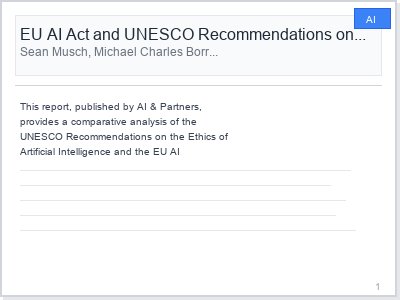 AI
EU AI Act and UNESCO Recommendations on...
Sean Musch, Michael Charles Borr...
This report, published by AI & Partners,
provides a comparative analysis of the
UNESCO Recommendations on the Ethics of
Artificial Intelligence and the EU AI
1